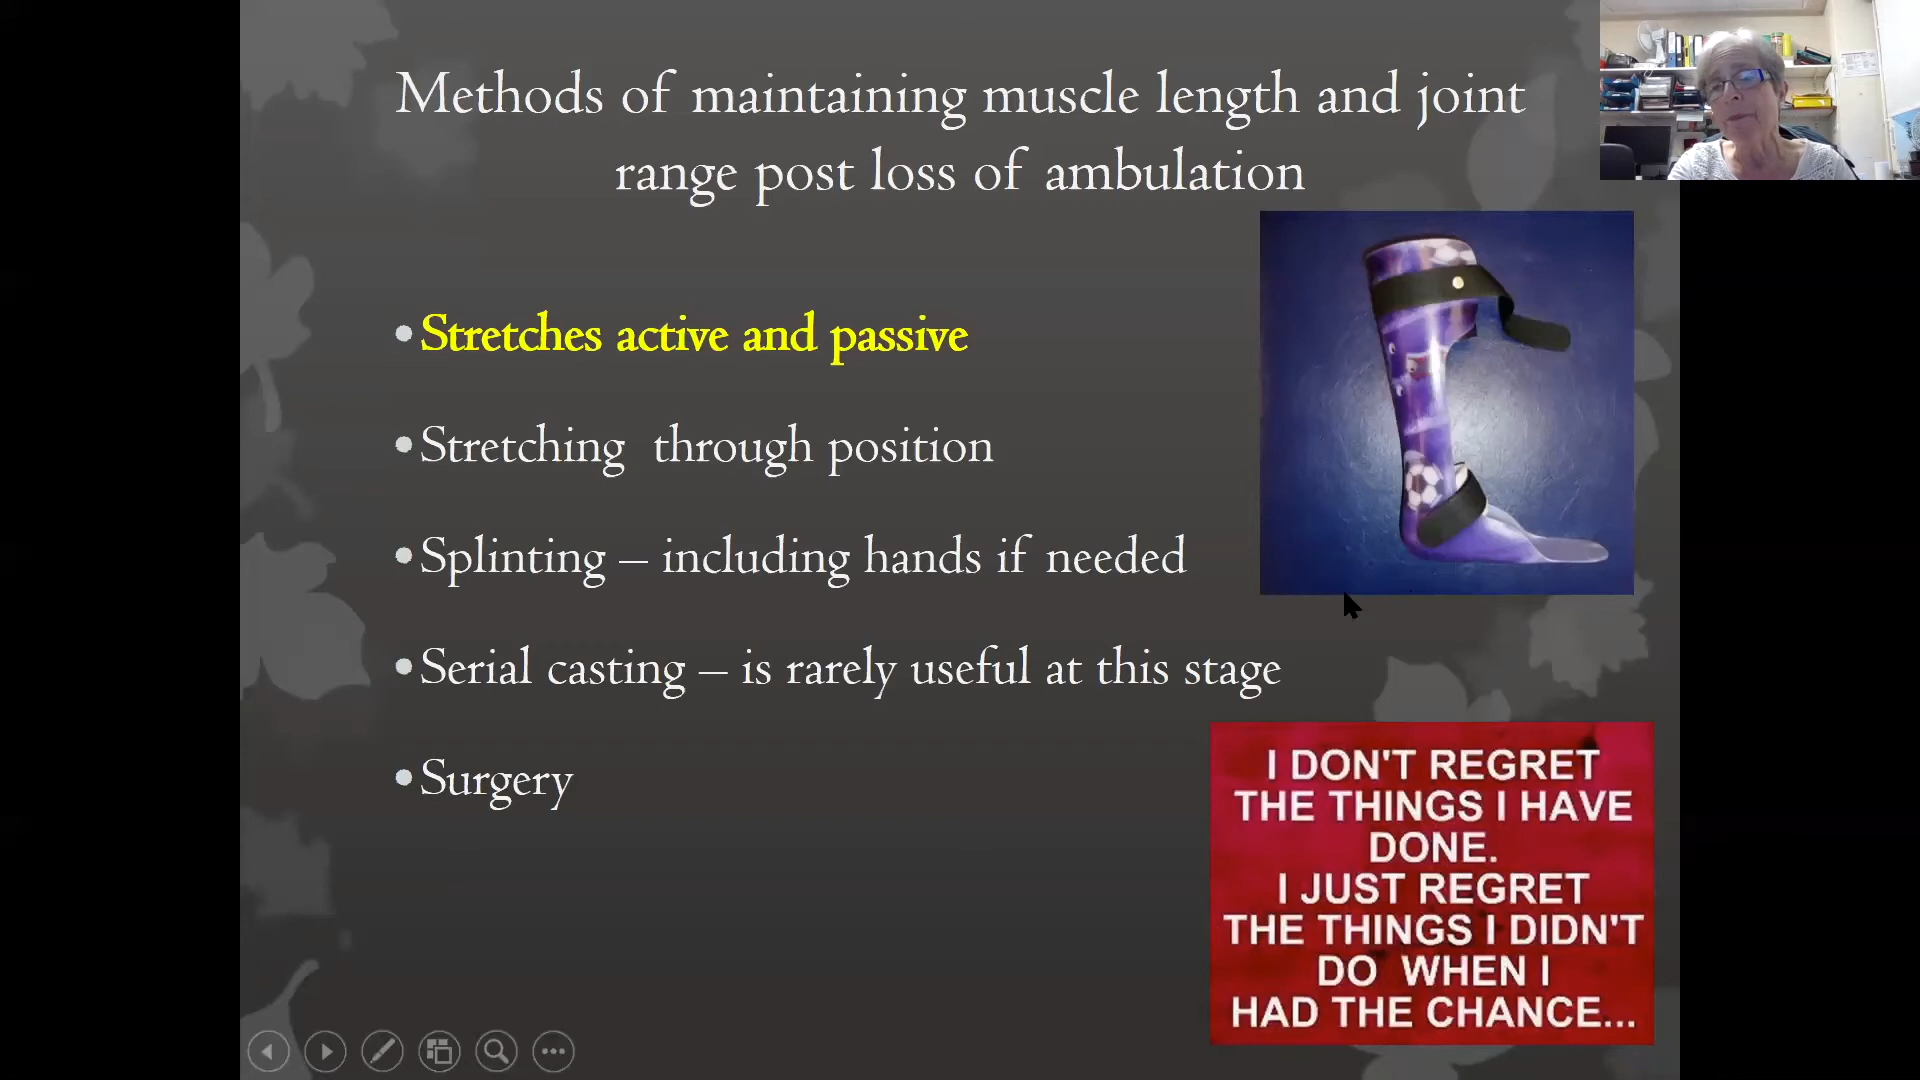 Methods of maintaining muscle length and joint
range post loss of ambulation
•Stretches active and passive
•Stretching  through position
•Splinting – including hands if needed
•Serial casting – is rarely useful at this stage
•Surgery
I DON'T REGRET
THE THINGS I HAVE
DONE.
I JUST REGRET
THE THINGS I DIDN'T
DO  WHEN I
HAD THE CHANCE...